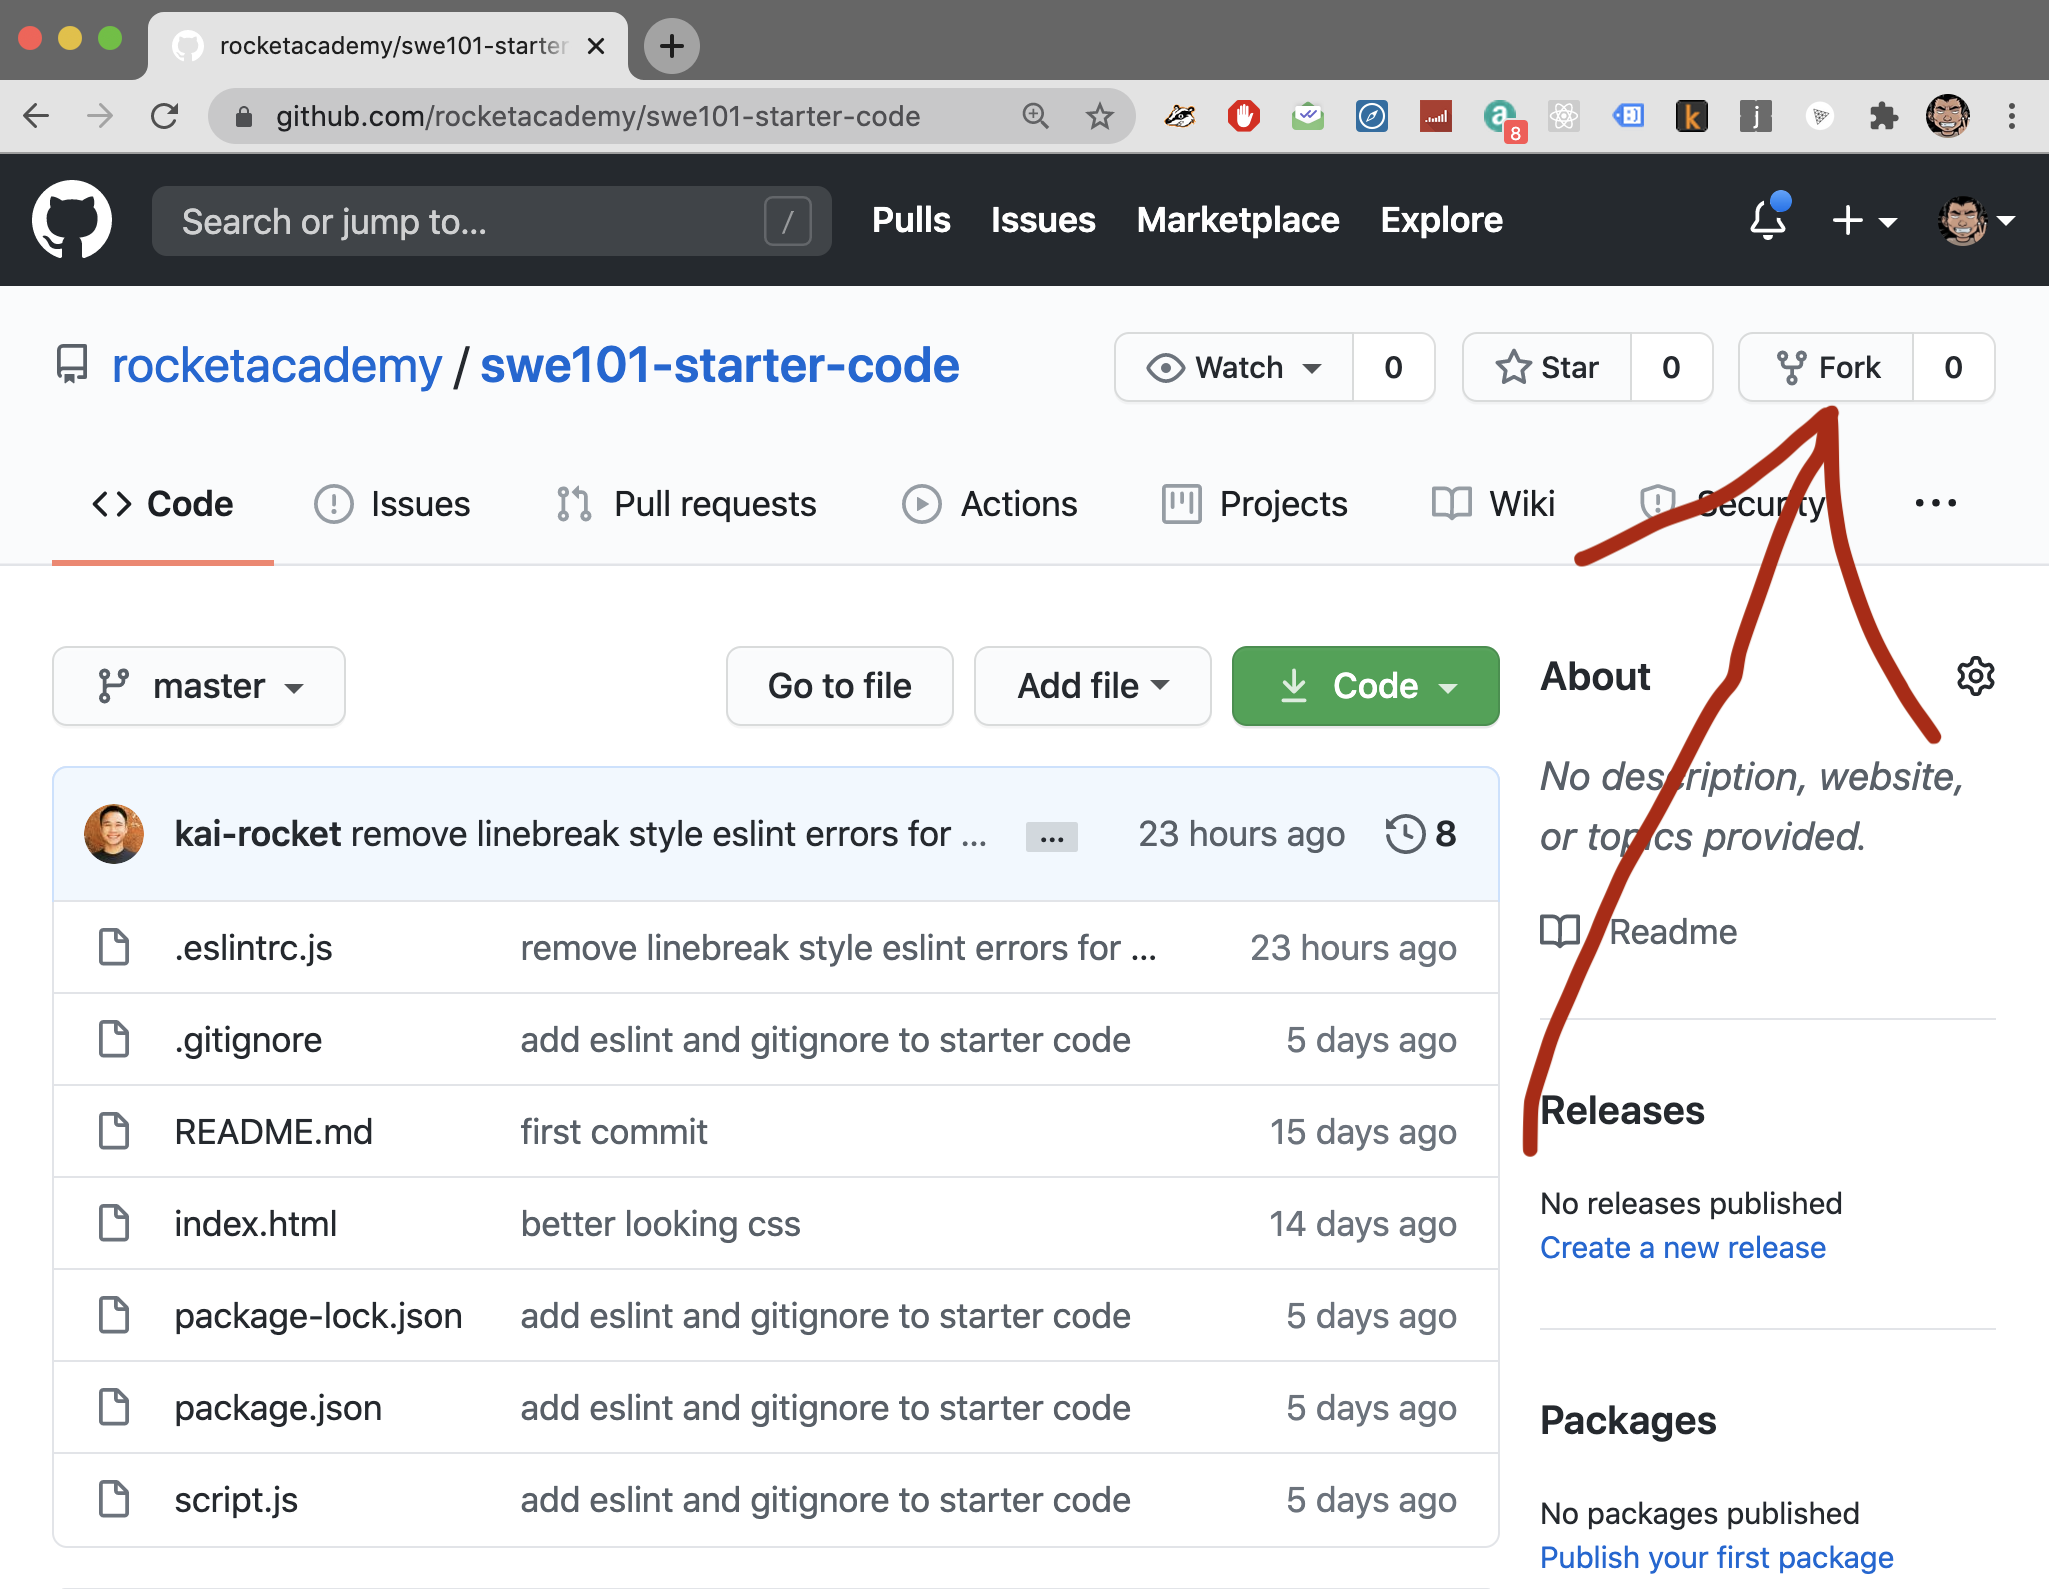 rocketacademy/swe101-starter
github.com/rocketacademy/swe101-starter-code
8
k
j
Search or jump to... /
Pulls Issues Marketplace Explore
rocketacademy / swe101-starter-code
Watch 0 Star 0 Fork 0
Code Issues Pull requests Actions Projects Wiki Security ...
master Go to file Add file Code
About
No description, website,
or topics provided.
Readme
kai-rocket remove linebreak style eslint errors for ... ... 23 hours ago 8
.eslintrc.js remove linebreak style eslint errors for ... 23 hours ago
.gitignore add eslint and gitignore to starter code 5 days ago
README.md first commit 15 days ago
index.html better looking css 14 days ago
package-lock.json add eslint and gitignore to starter code 5 days ago
package.json add eslint and gitignore to starter code 5 days ago
script.js add eslint and gitignore to starter code 5 days ago
Releases
No releases published
Create a new release
Packages
No packages published
Publish your first package